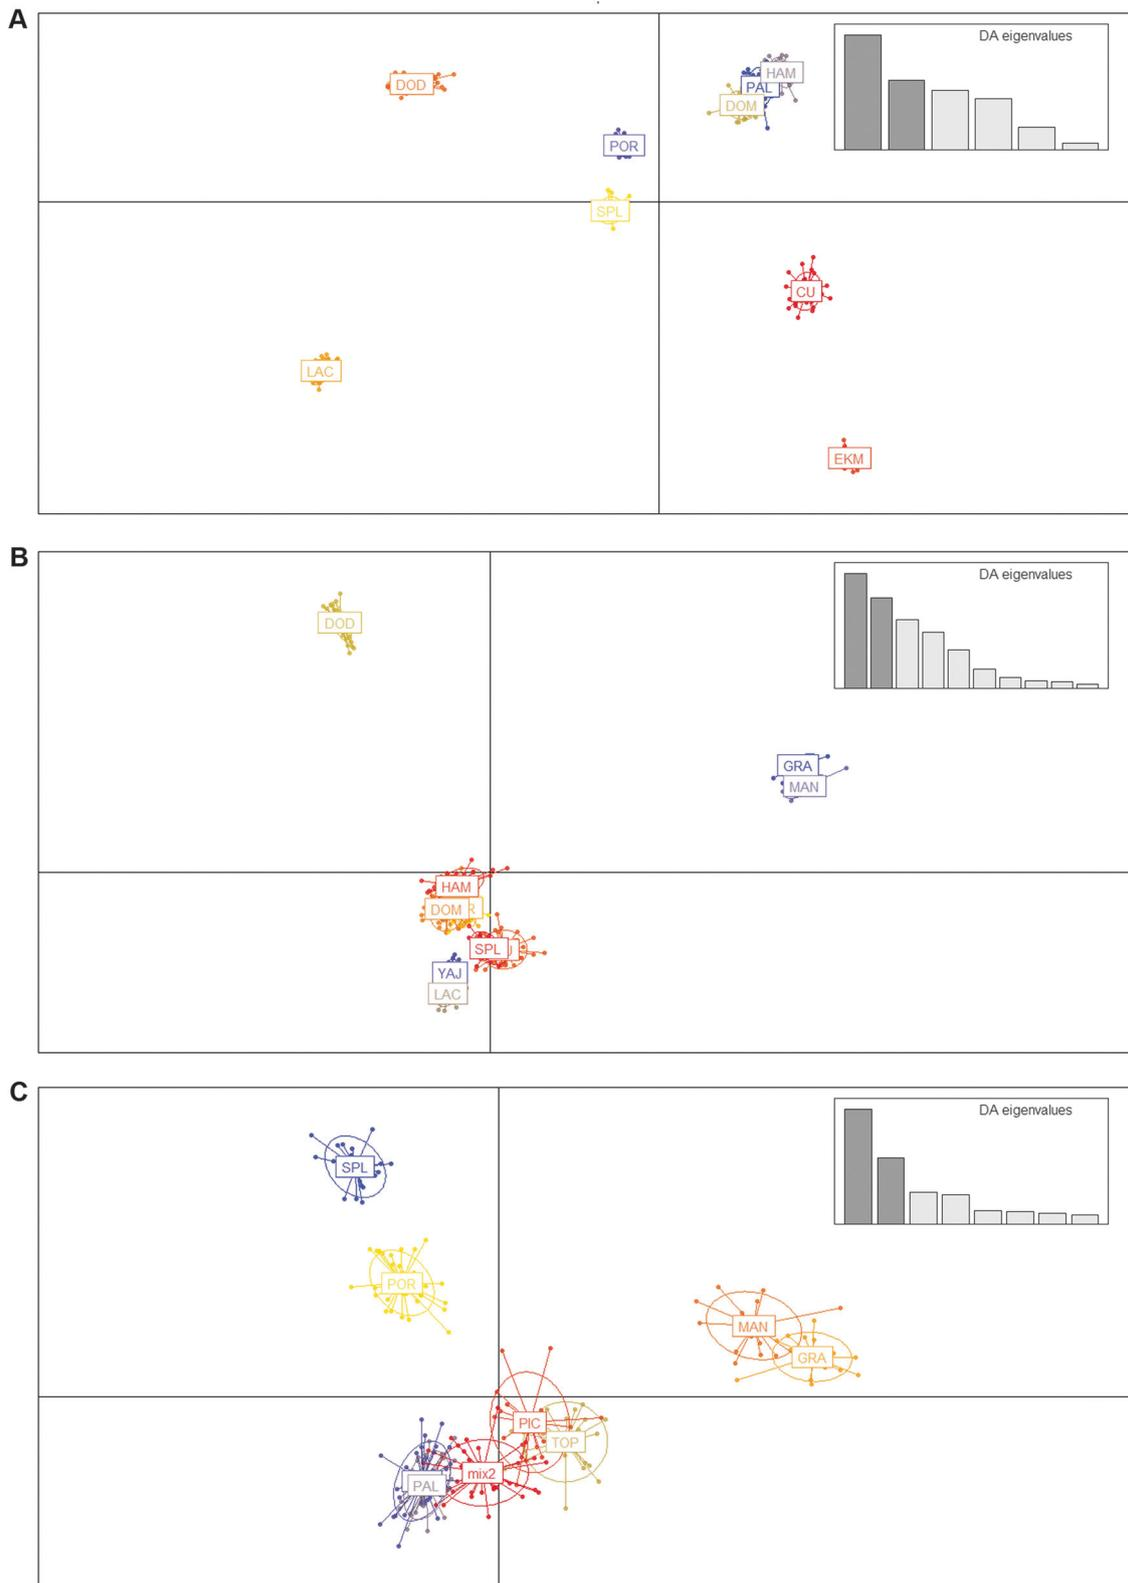 A
DA eigenvalues
DOD
HAM
PAL
DOM
POR
SPL
CU
LAC
EKM
B
DA eigenvalues
DOD
GRA
MAN
HAM
DOM R
SPL J
YAJ
LAC
C
DA eigenvalues
SPL
POR
MAN
GRA
PIC
TOP
mix2
PAL